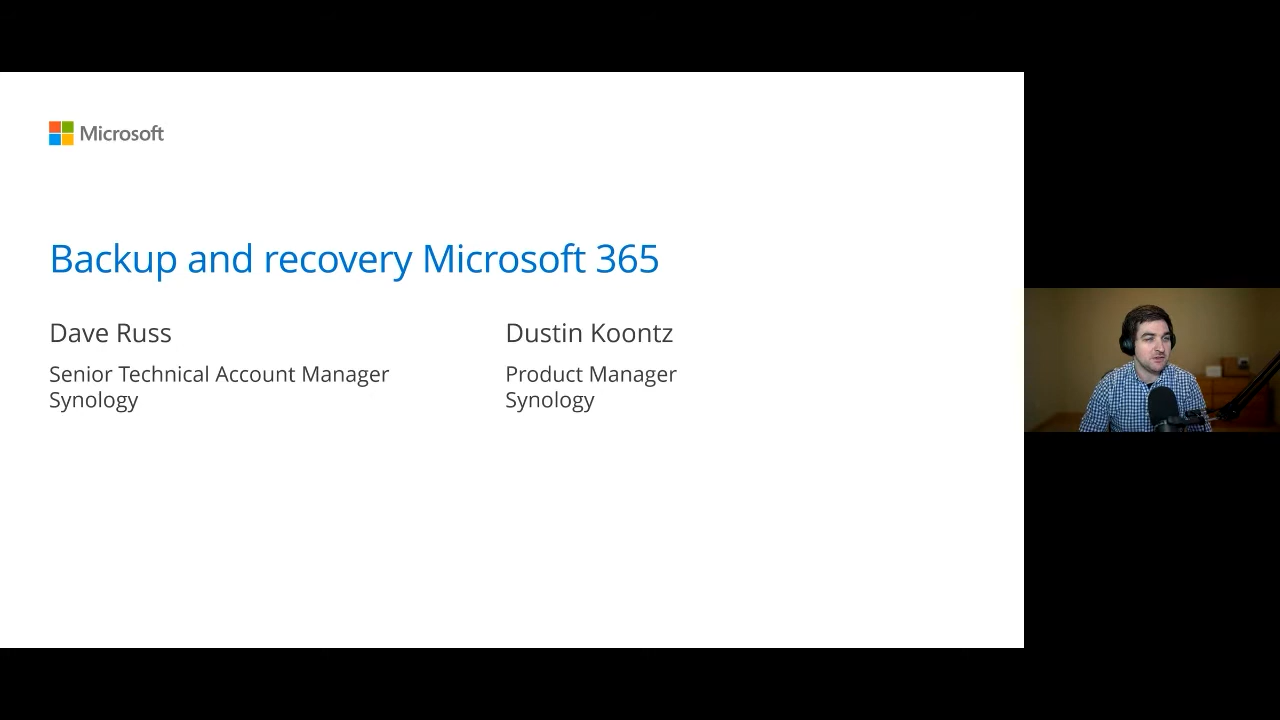 Microsoft
Backup and recovery Microsoft 365
Dave Russ
Senior Technical Account Manager
Synology
Dustin Koontz
Product Manager
Synology